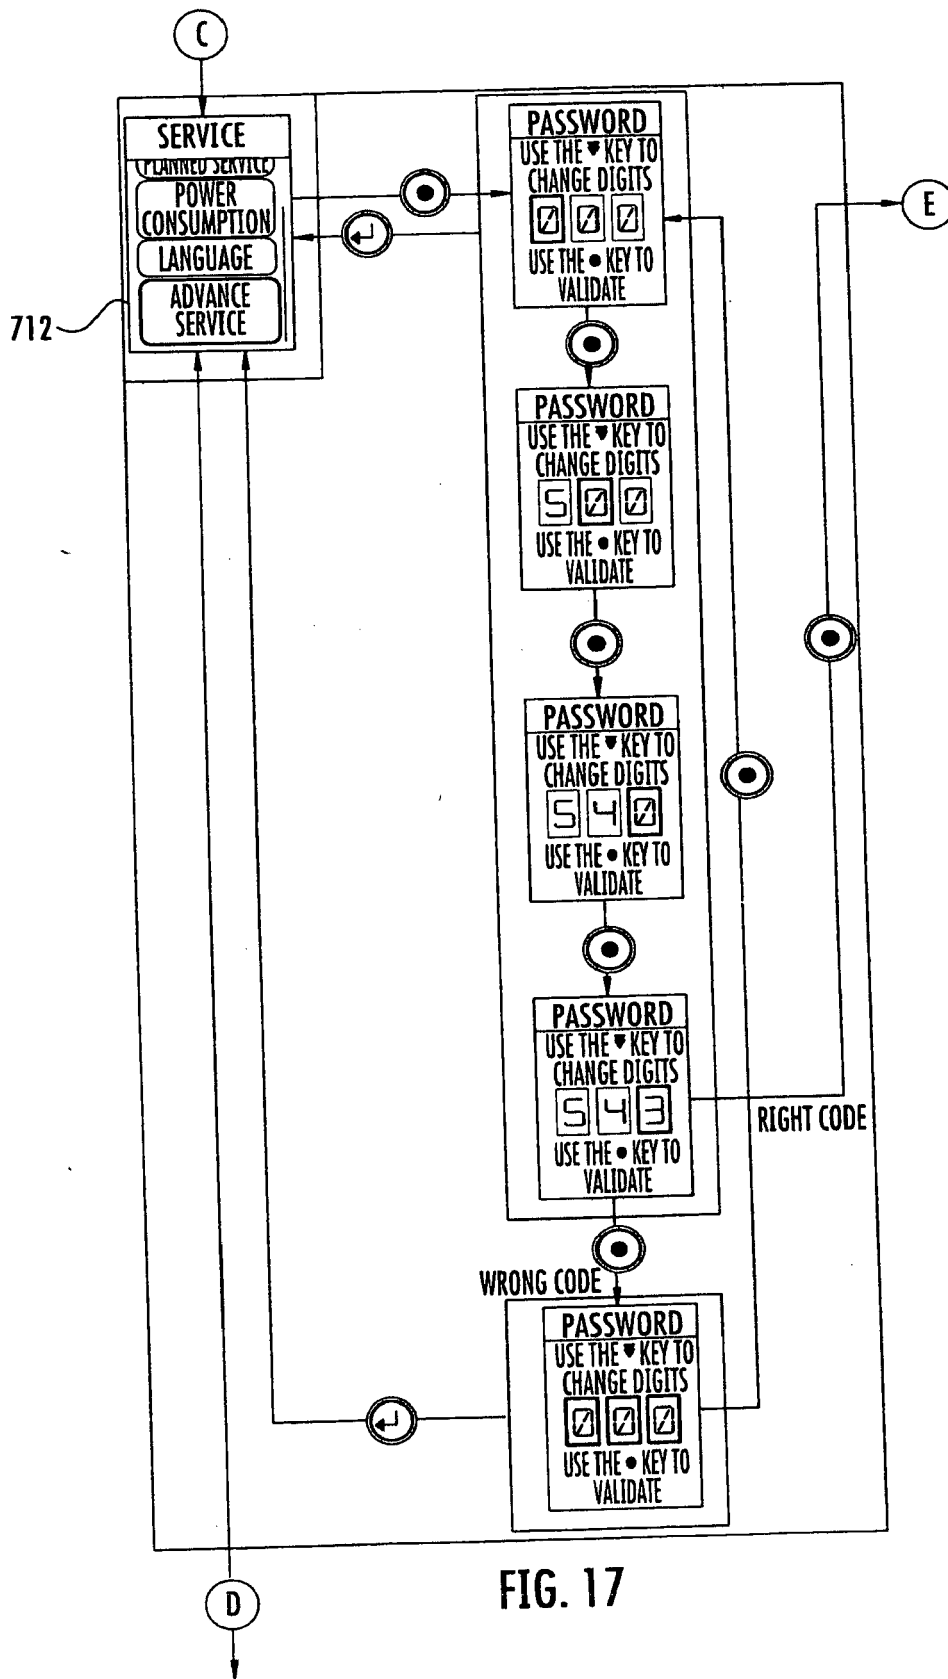 C
SERVICE
PLANNED SERVICE
POWER
CONSUMPTION
LANGUAGE
ADVANCE
SERVICE
712
PASSWORD
USE THE ▼ KEY TO
CHANGE DIGITS
0 0 0
USE THE ● KEY TO
VALIDATE
E
PASSWORD
USE THE ▼ KEY TO
CHANGE DIGITS
5 0 0
USE THE ● KEY TO
VALIDATE
PASSWORD
USE THE ▼ KEY TO
CHANGE DIGITS
5 4 0
USE THE ● KEY TO
VALIDATE
PASSWORD
USE THE ▼ KEY TO
CHANGE DIGITS
5 4 3
USE THE ● KEY TO
VALIDATE
RIGHT CODE
WRONG CODE
PASSWORD
USE THE ▼ KEY TO
CHANGE DIGITS
0 0 0
USE THE ● KEY TO
VALIDATE
D
FIG. 17